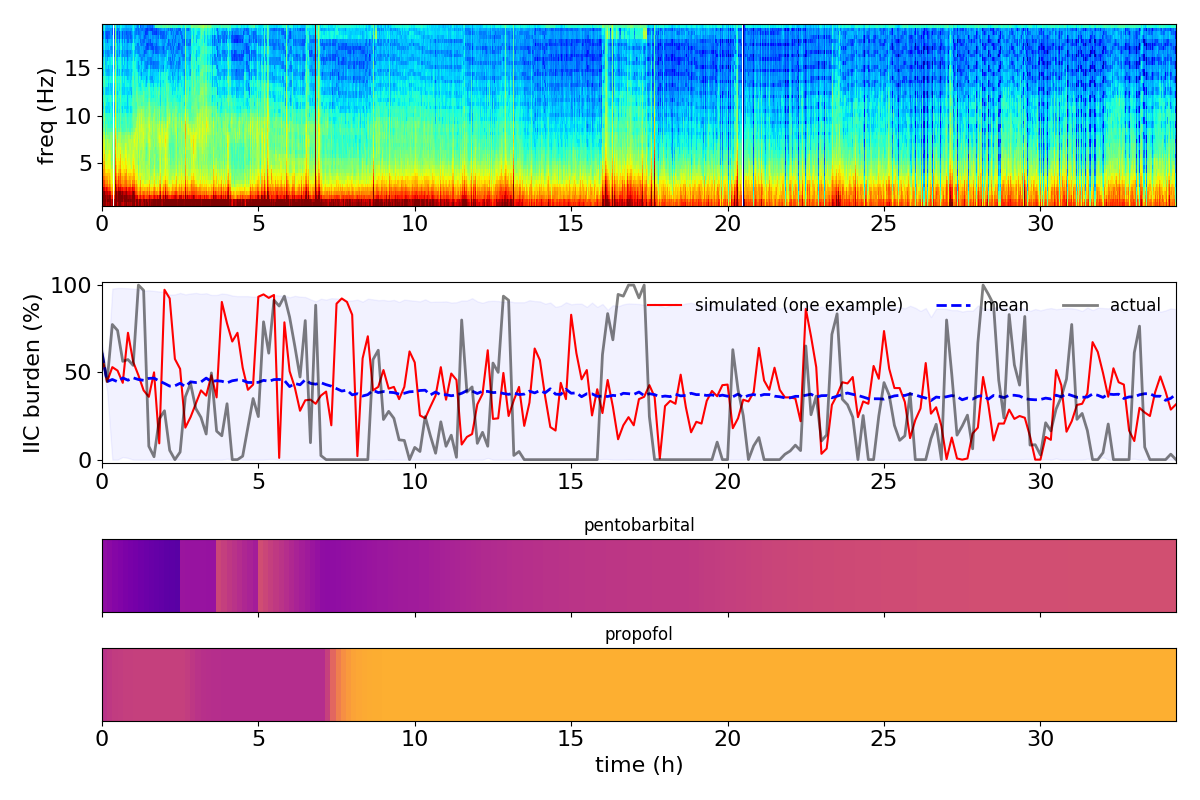 15
10
5
freq (Hz)
0 5 10 15 20 25 30
100
50
0
IIC burden (%)
simulated (one example) mean actual
0 5 10 15 20 25 30
pentobarbital
propofol
0 5 10 15 20 25 30
time (h)